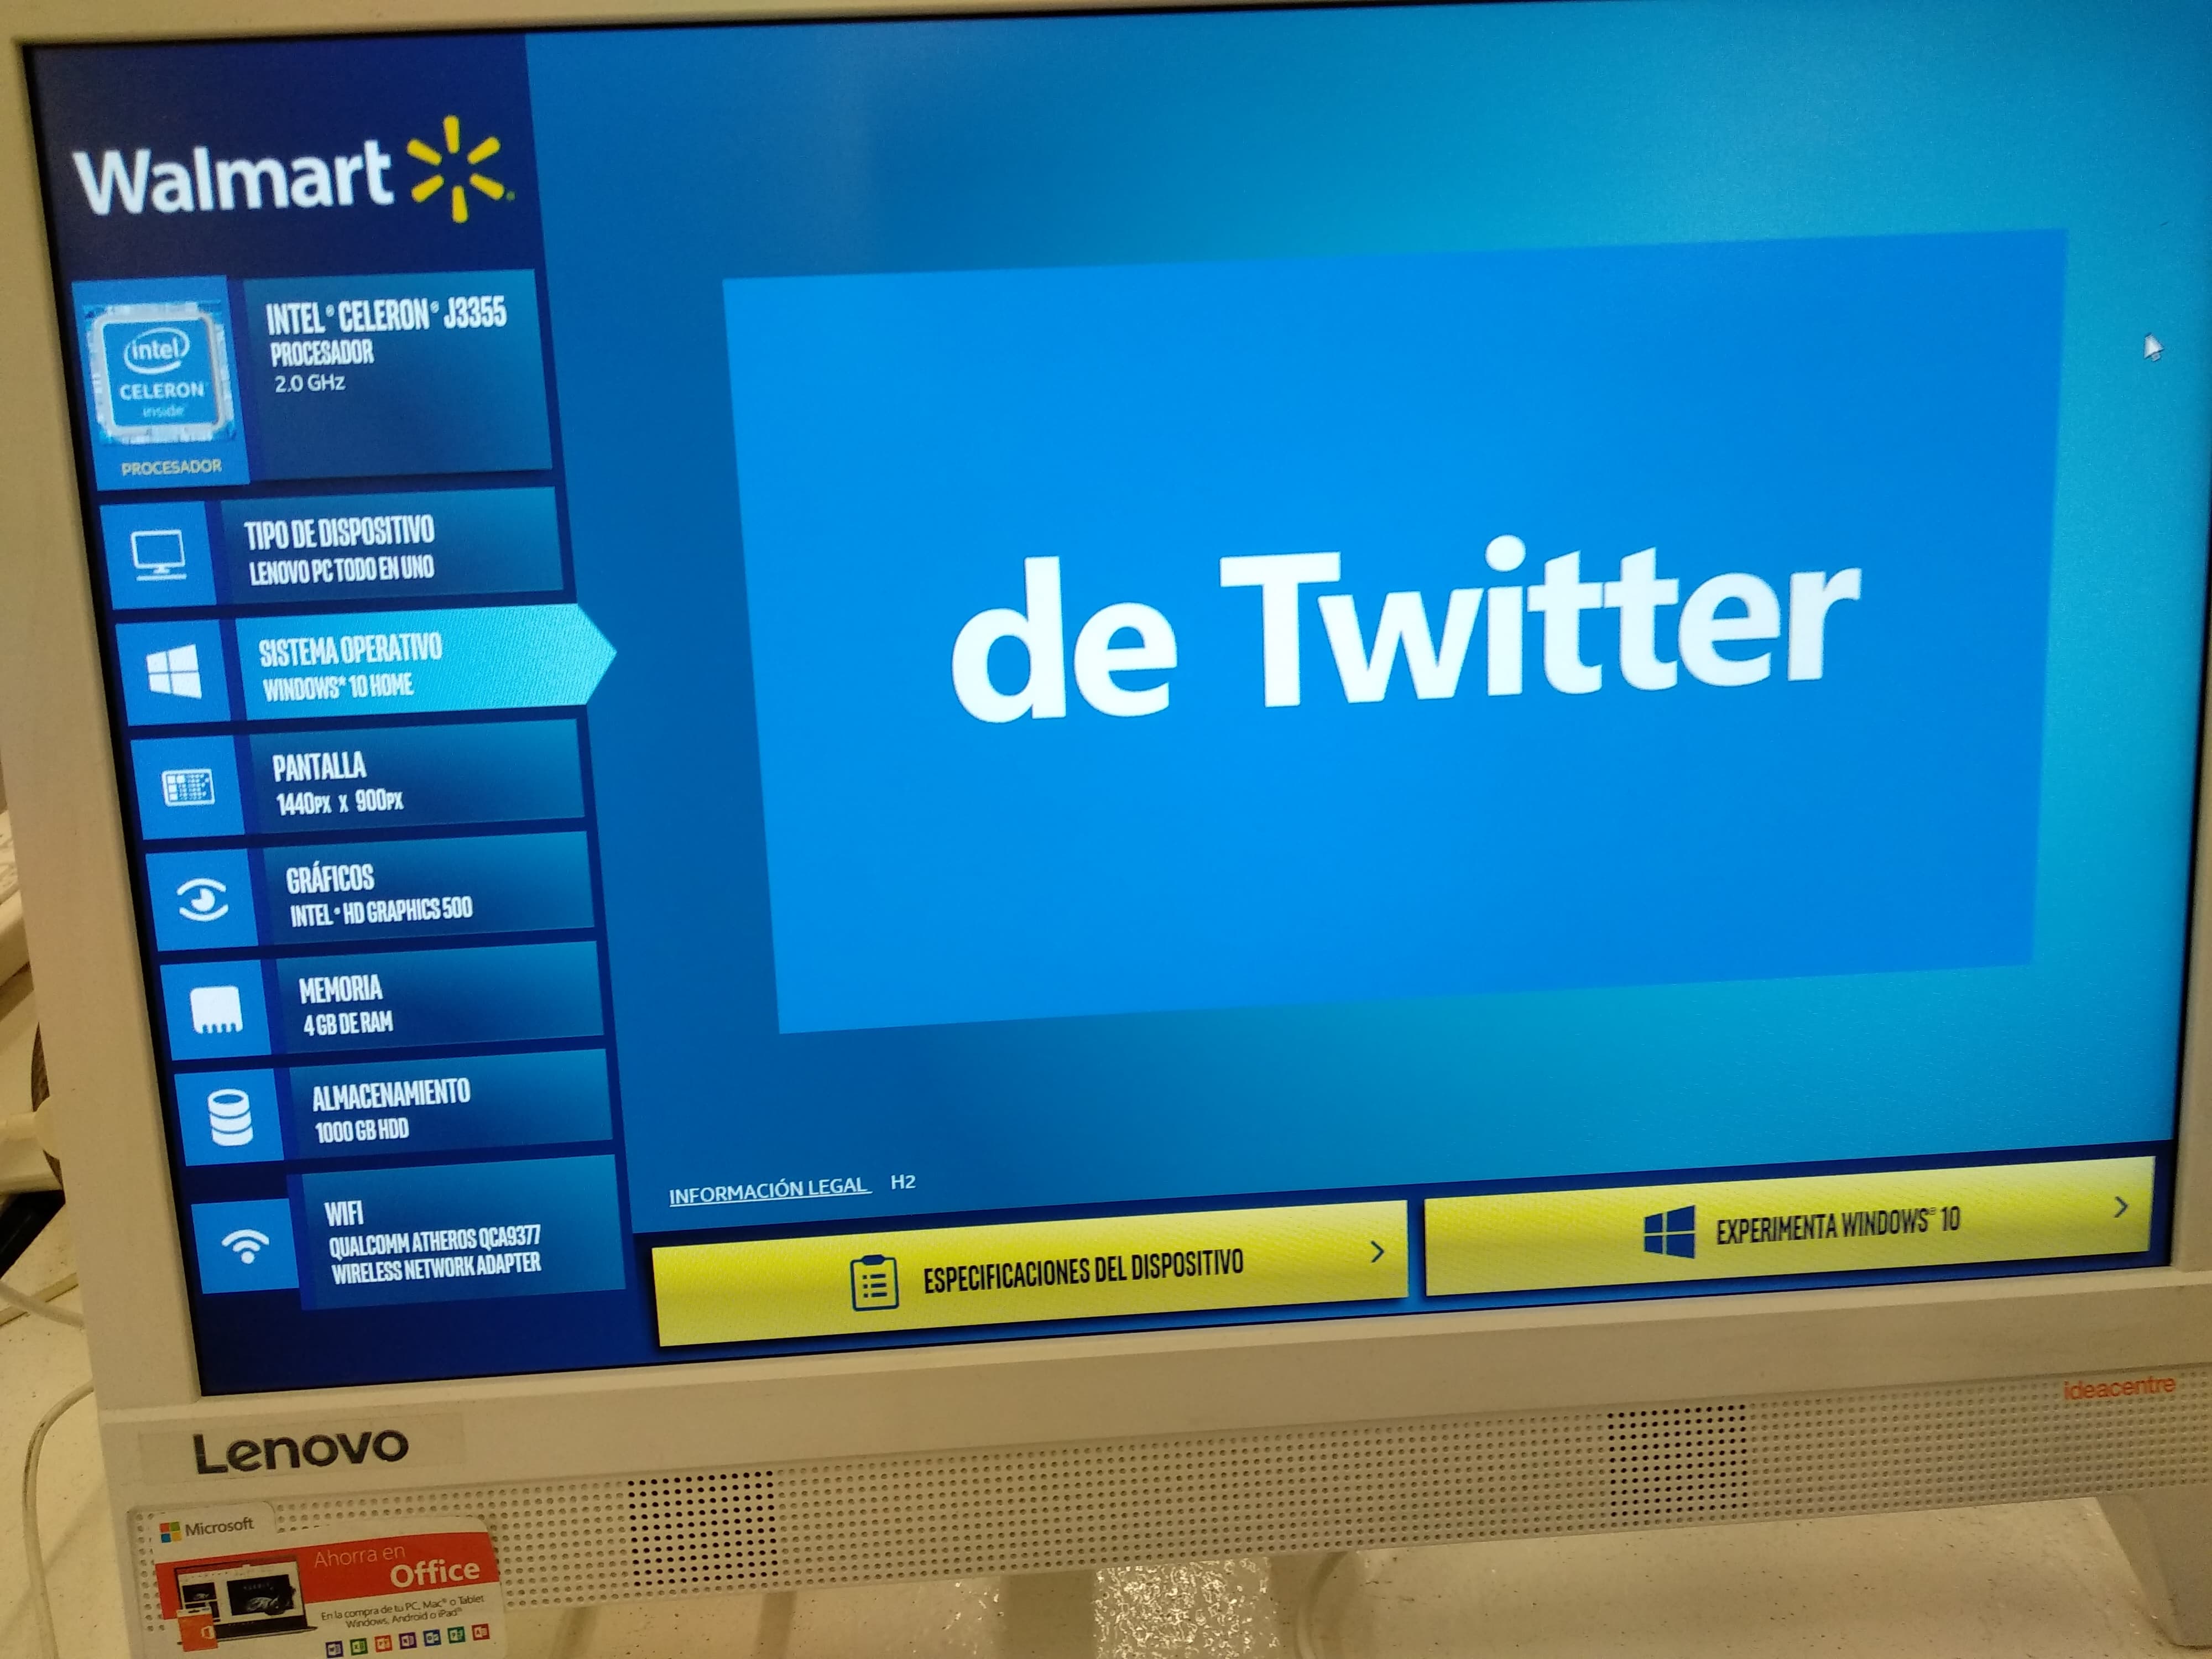 Walmart
intel
CELERON
inside
PROCESADOR
INTEL® CELERON® J3355
PROCESADOR
2.0 GHz
TIPO DE DISPOSITIVO
LENOVO PC TODO EN UNO
SISTEMA OPERATIVO
WINDOWS® 10 HOME
PANTALLA
1440PX X 900PX
GRÁFICOS
INTEL® HD GRAPHICS 500
MEMORIA
4 GB DE RAM
ALMACENAMIENTO
1000 GB HDD
WIFI
QUALCOMM ATHEROS QCA9377
WIRELESS NETWORK ADAPTER
de Twitter
INFORMACIÓN LEGAL H2
ESPECIFICACIONES DEL DISPOSITIVO
EXPERIMENTA WINDOWS® 10
ideacentre
Lenovo
Microsoft
Ahorra en
Office
En la compra de tu PC, Mac® o Tablet
Windows, Android o iPad®